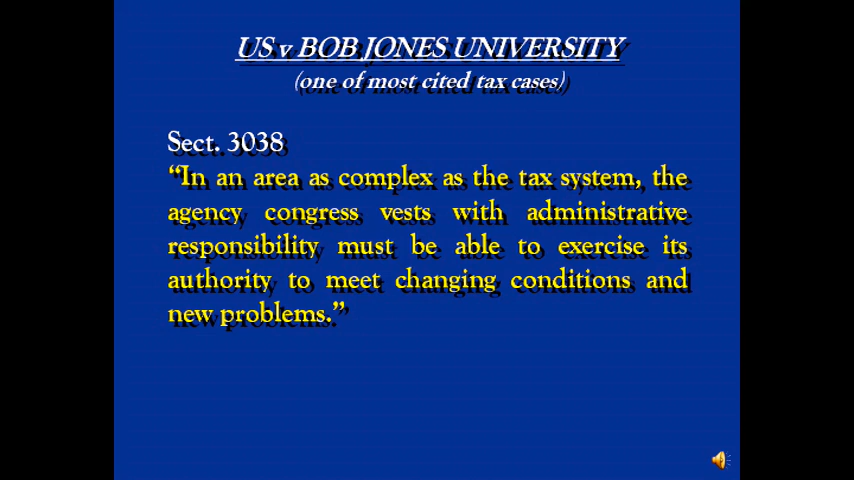 US v BOB JONES UNIVERSITY
(one of most cited tax cases)
Sect. 3038
“In an area as complex as the tax system, the
agency congress vests with administrative
responsibility must be able to exercise its
authority to meet changing conditions and
new problems.”